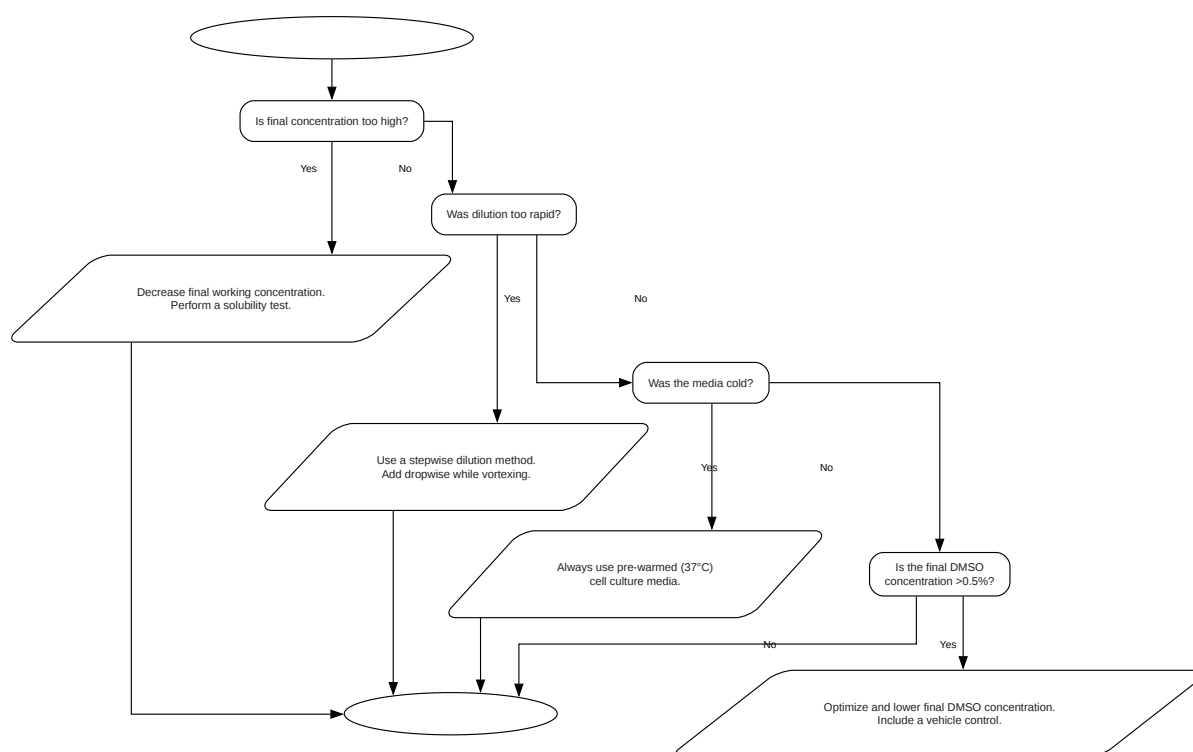 Is final concentration too high?
Yes
No
Was dilution too rapid?
Decrease final working concentration.
Perform a solubility test.
Yes
No
Was the media cold?
Use a stepwise dilution method.
Add dropwise while vortexing.
Yes
No
Always use pre-warmed (37°C)
cell culture media.
Is the final DMSO
concentration >0.5%?
No
Yes
Optimize and lower final DMSO concentration.
Include a vehicle control.